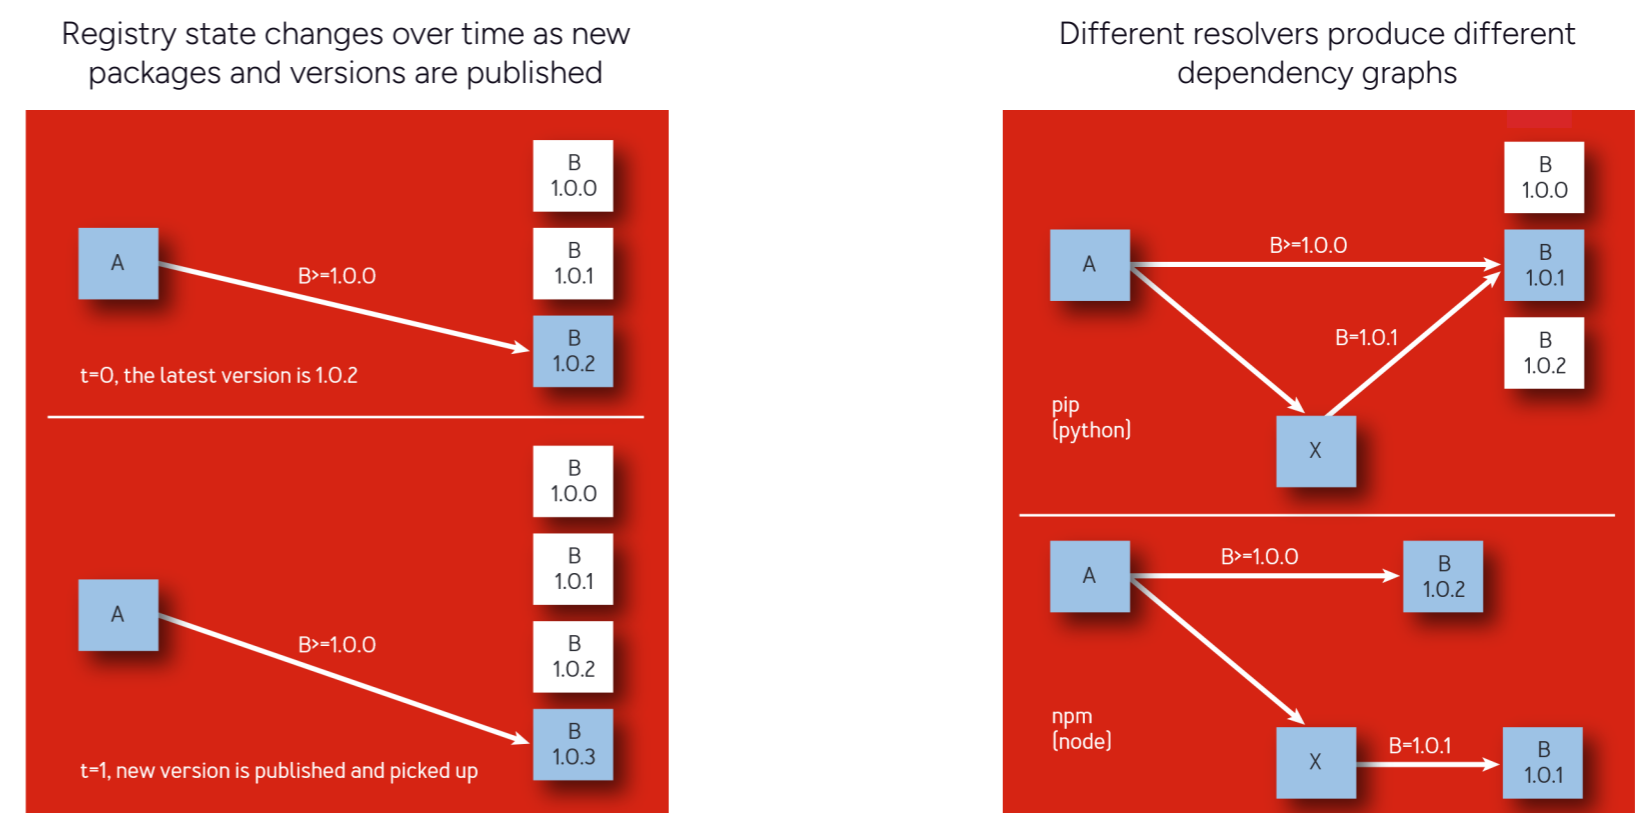 Registry state changes over time as new
packages and versions are published
B
1.0.0
B
1.0.1
A
B>=1.0.0
B
1.0.2
t=0, the latest version is 1.0.2
B
1.0.0
B
1.0.1
A
B>=1.0.0
B
1.0.2
B
1.0.3
t=1, new version is published and picked up
Different resolvers produce different
dependency graphs
B
1.0.0
A
B>=1.0.0
B
1.0.1
B=1.0.1
B
1.0.2
pip
(python)
X
A
B>=1.0.0
B
1.0.2
npm
(node)
X
B=1.0.1
B
1.0.1